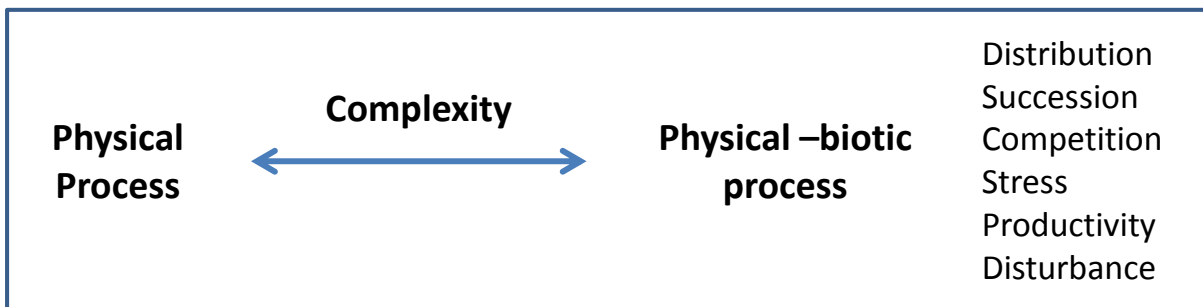 Physical
Process
Complexity
Physical –biotic
process
Distribution
Succession
Competition
Stress
Productivity
Disturbance